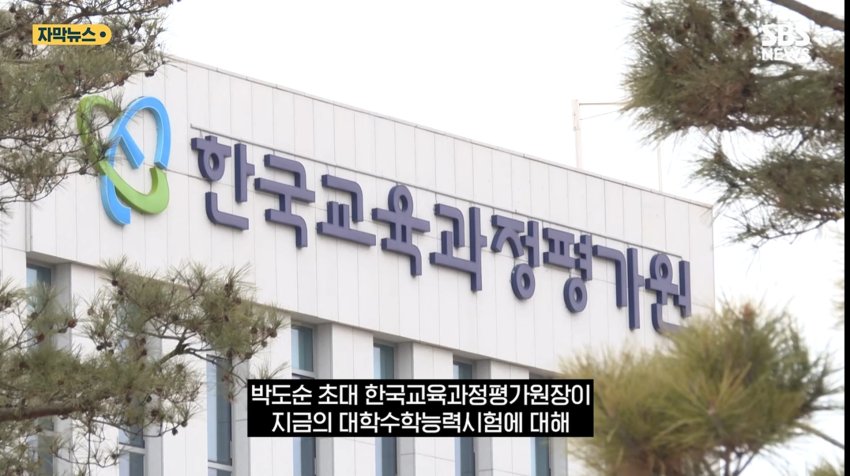 자막뉴스
SBS
NEWS
한국교육과정평가원
박도순 초대 한국교육과정평가원장이
지금의 대학수학능력시험에 대해